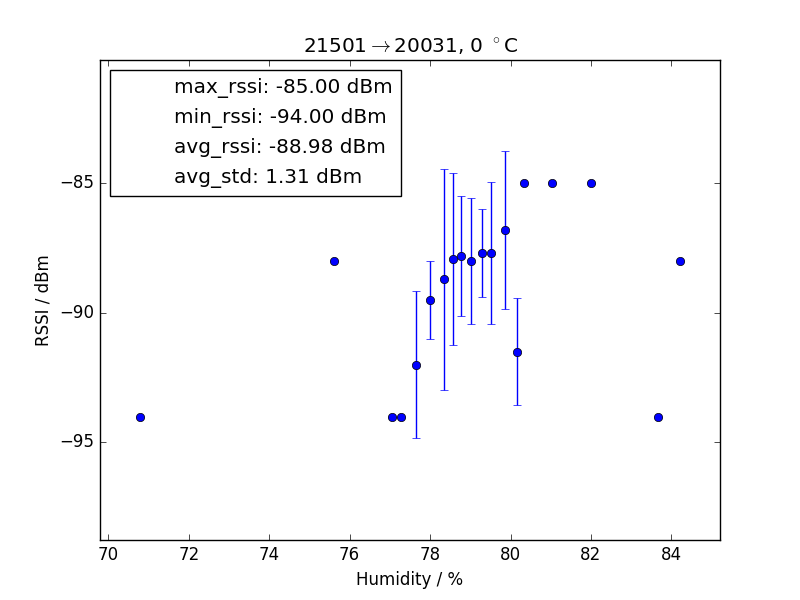 21501→20031, 0 °C
max_rssi: -85.00 dBm
min_rssi: -94.00 dBm
avg_rssi: -88.98 dBm
avg_std: 1.31 dBm
−85
−90
−95
RSSI / dBm
70 72 74 76 78 80 82 84
Humidity / %